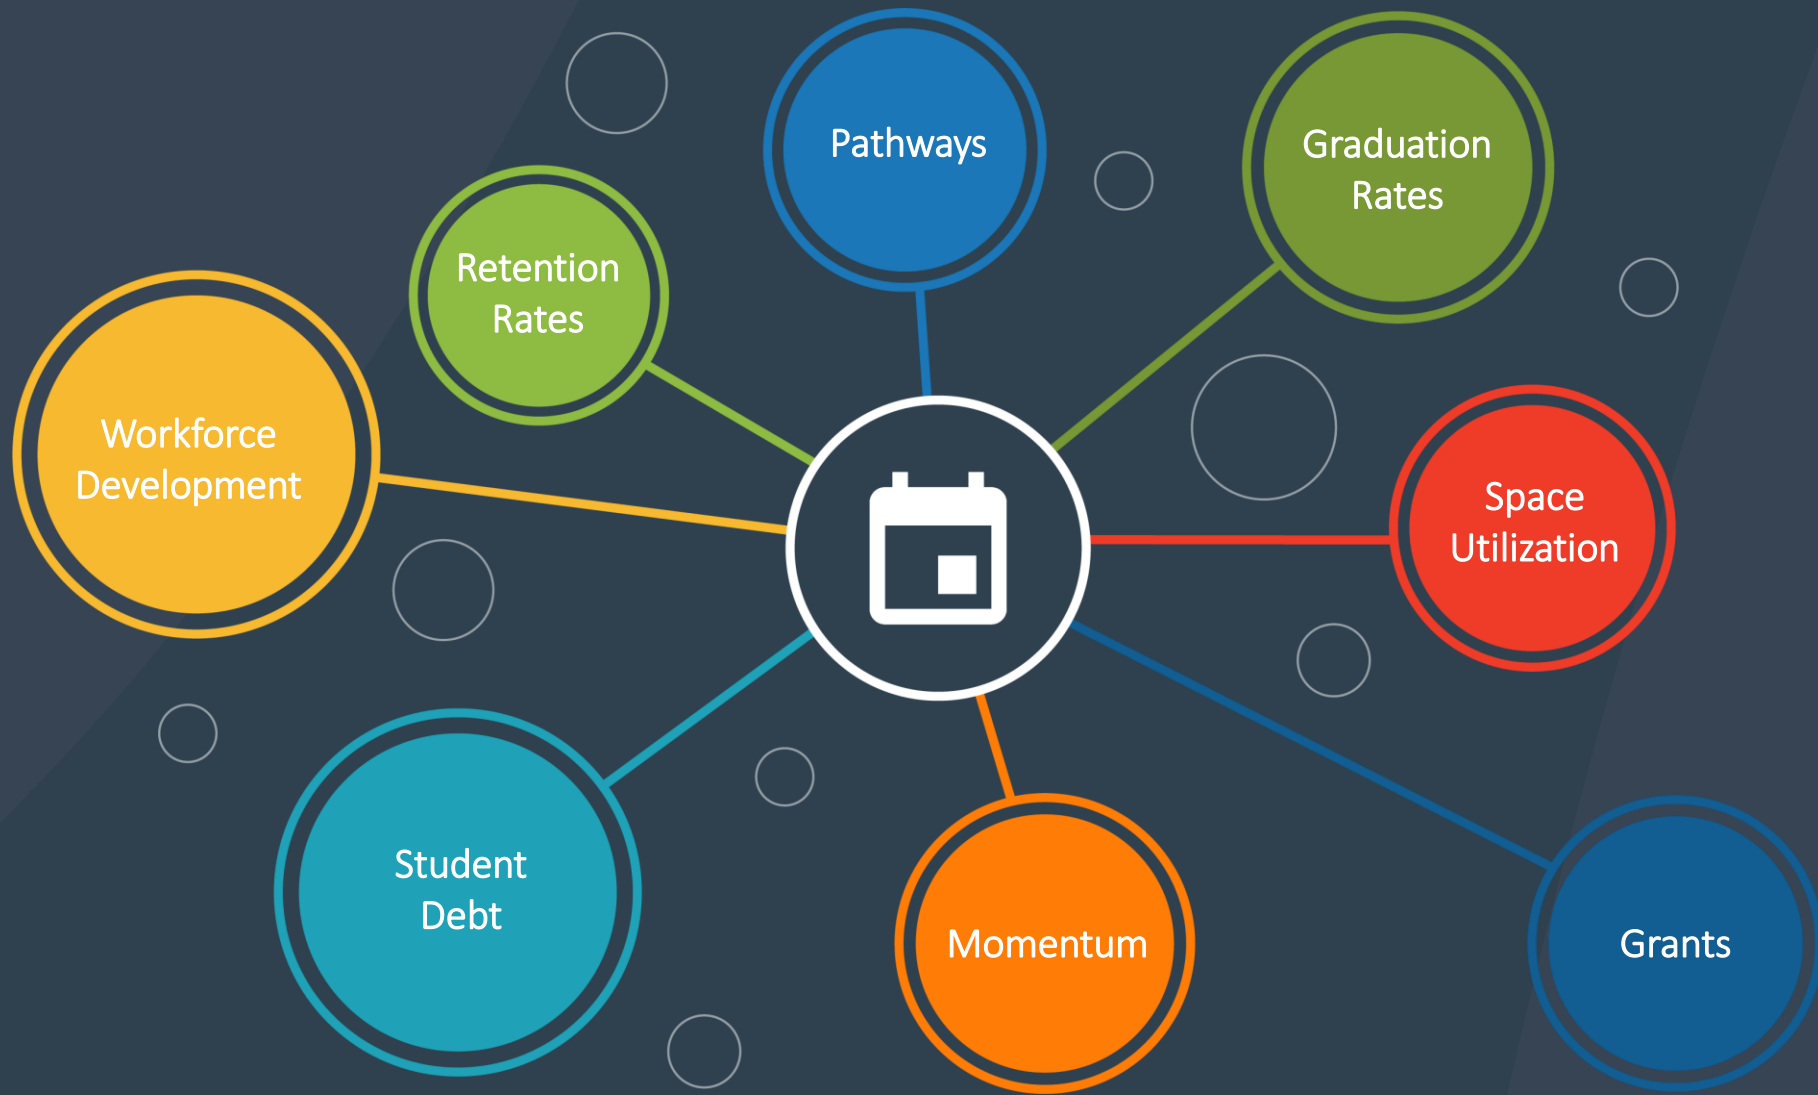 Pathways
Graduation
Rates
Retention
Rates
Workforce
Development
Space
Utilization
Student
Debt
Momentum
Grants